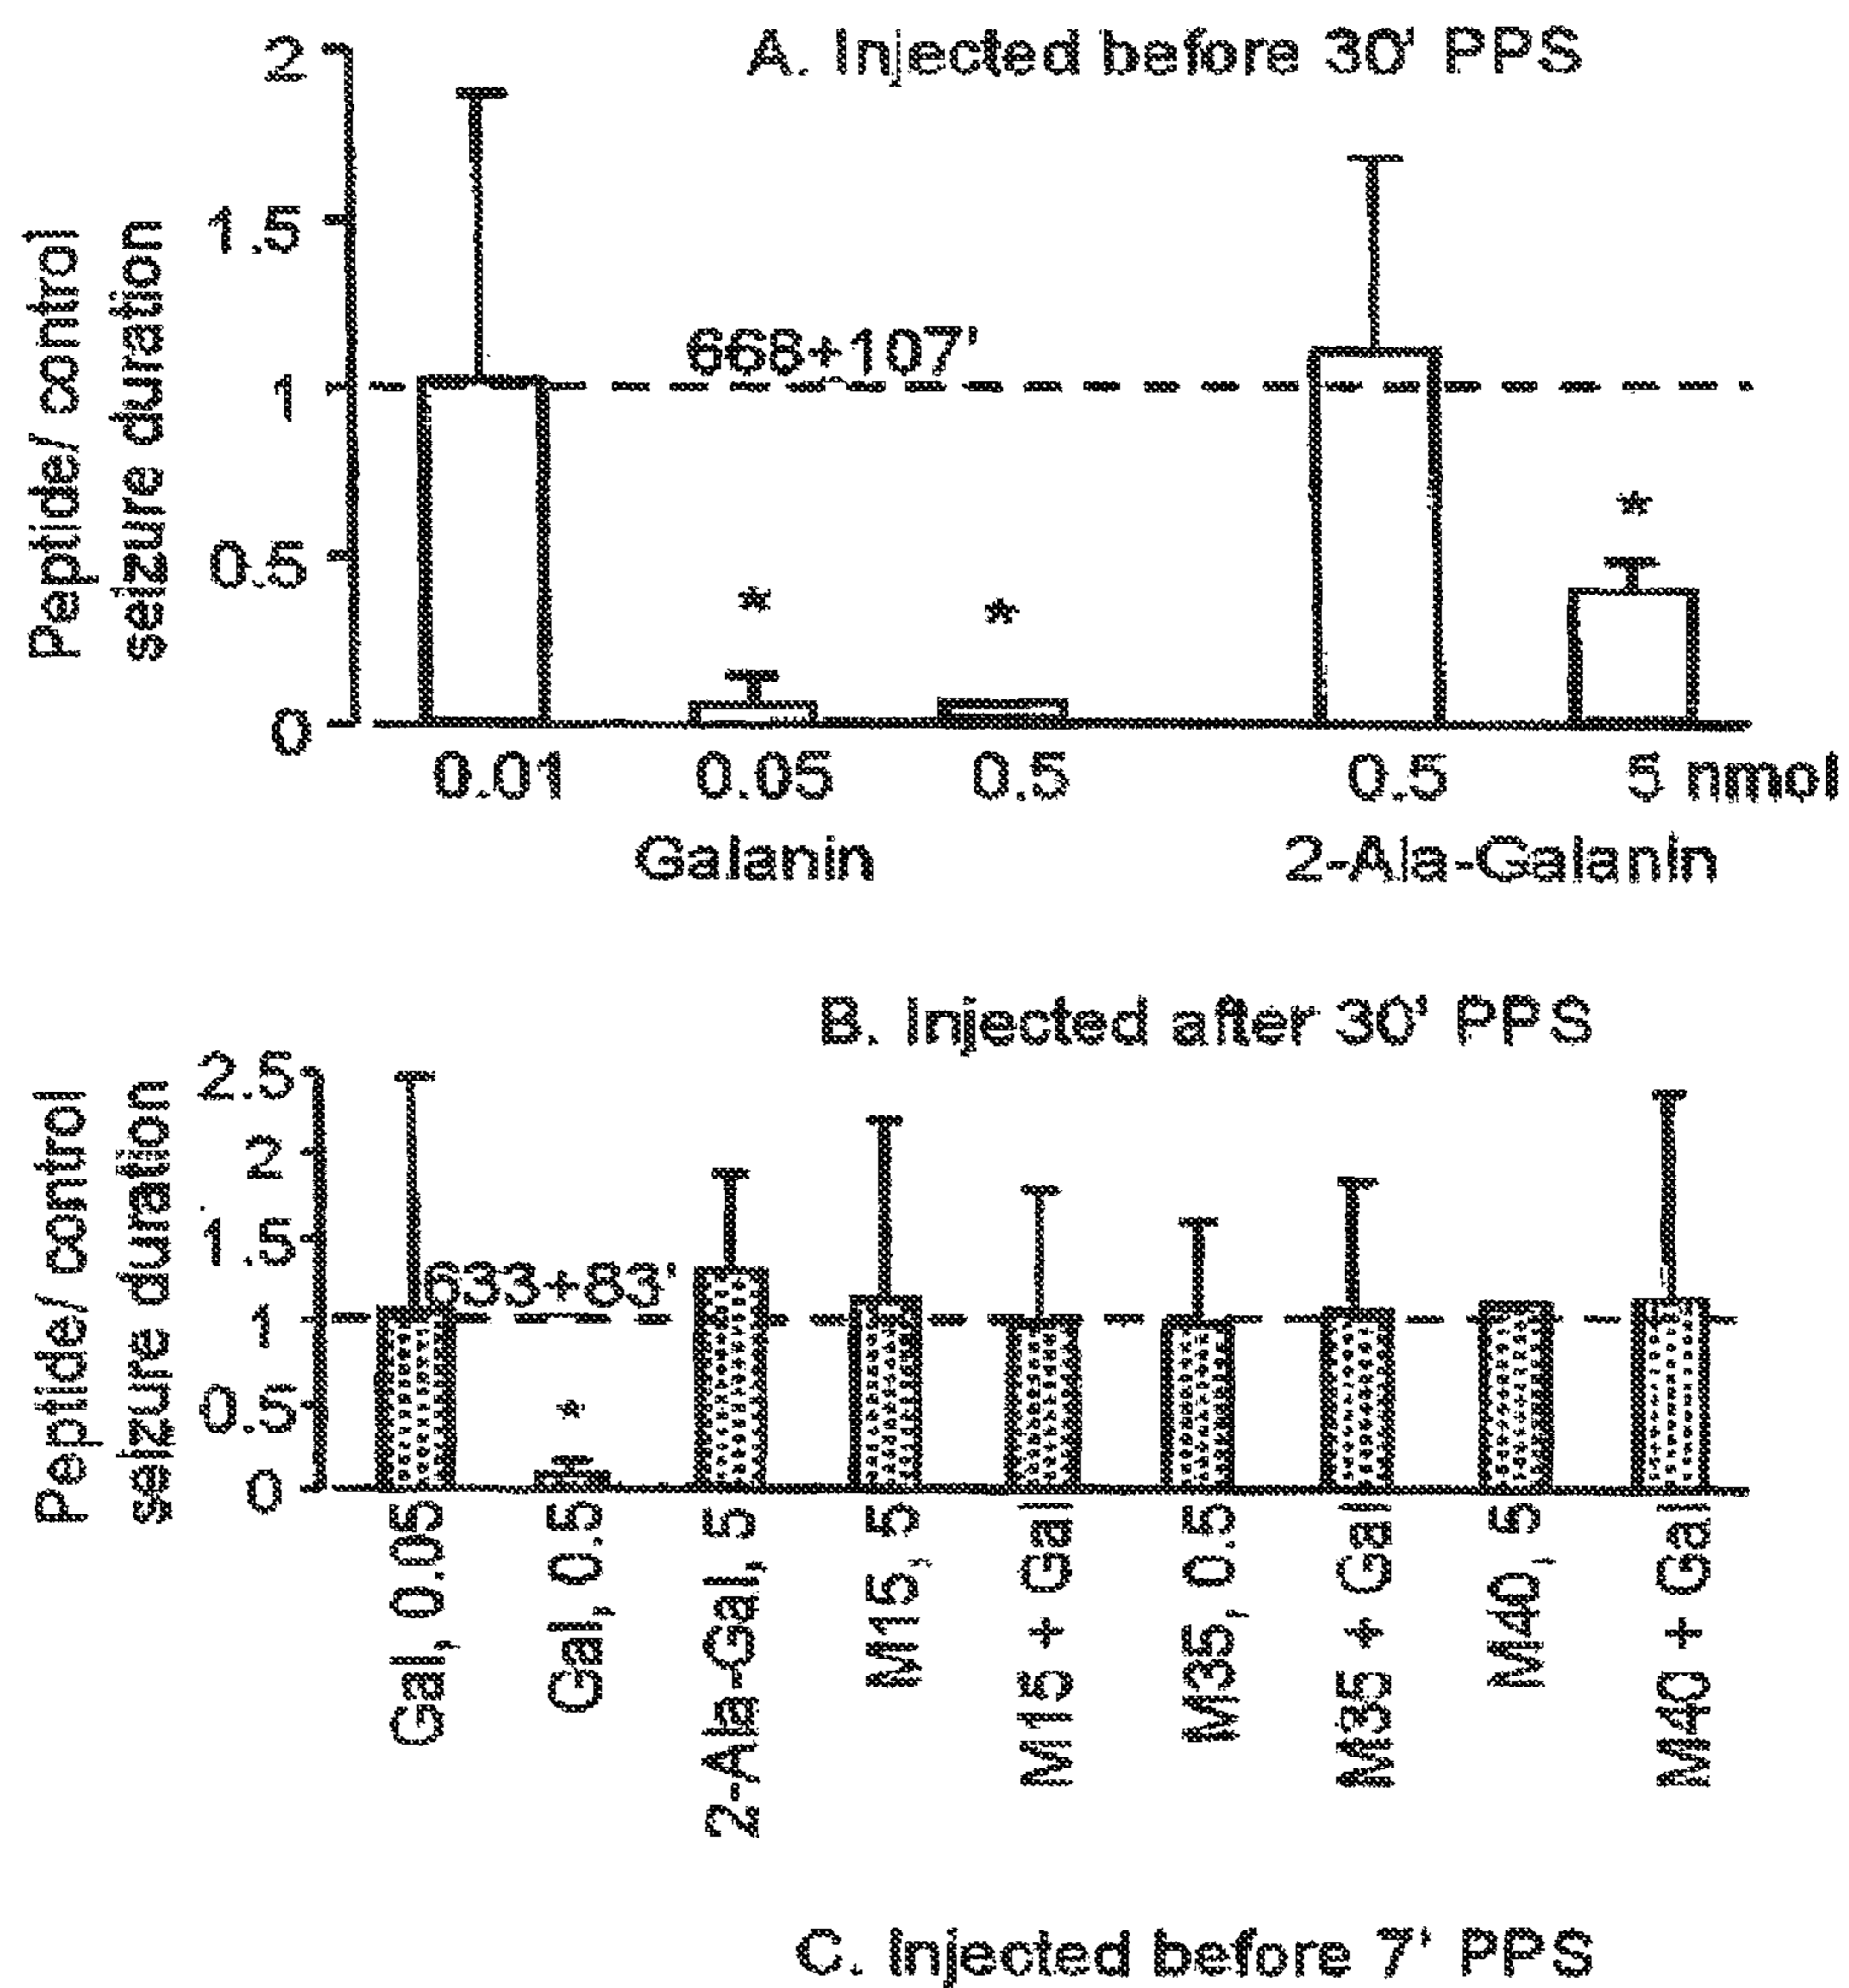 A. Injected before 30' PPS
Peptide/ control
seizure duration
2
1.5
1
0.5
0
668+107'
*
*
*
0.01 0.05 0.5 0.5 5 nmol
Galanin 2-Ala-Galanin
B. Injected after 30' PPS
Peptide/ control
seizure duration
2.5
2
1.5
1
0.5
0
633+83'
*
Gal, 0.05
Gal, 0.5
2-Ala-Gal, 5
M15, 5
M15 + Gal
M35, 0.5
M35 + Gal
M40, 5
M40 + Gal
C. Injected before 7' PPS